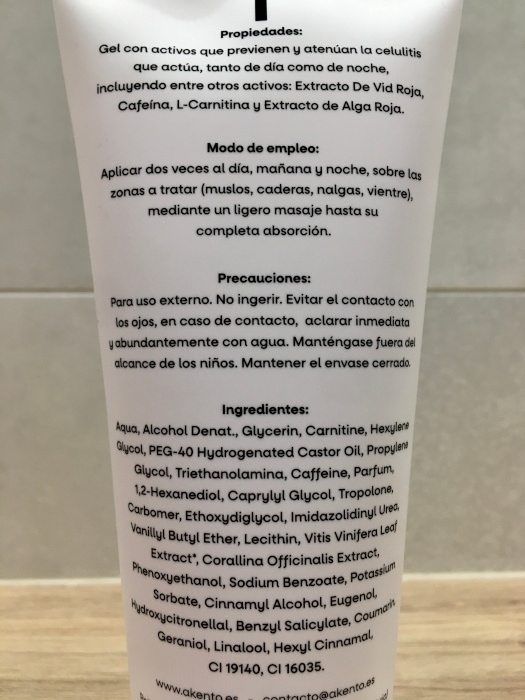 Propiedades:
Gel con activos que previenen y atenúan la celulitis
que actúa, tanto de día como de noche,
incluyendo entre otros activos: Extracto De Vid Roja,
Cafeína, L-Carnitina y Extracto de Alga Roja.
Modo de empleo:
Aplicar dos veces al día, mañana y noche, sobre las
zonas a tratar (muslos, caderas, nalgas, vientre),
mediante un ligero masaje hasta su
completa absorción.
Precauciones:
Para uso externo. No ingerir. Evitar el contacto con
los ojos, en caso de contacto, aclarar inmediata
y abundantemente con agua. Manténgase fuera del
alcance de los niños. Mantener el envase cerrado.
Ingredientes:
Aqua, Alcohol Denat., Glycerin, Carnitine, Hexylene
Glycol, PEG-40 Hydrogenated Castor Oil, Propylene
Glycol, Triethanolamina, Caffeine, Parfum,
1,2-Hexanediol, Caprylyl Glycol, Tropolone,
Carbomer, Ethoxydiglycol, Imidazolidinyl Urea,
Vanillyl Butyl Ether, Lecithin, Vitis Vinifera Leaf
Extract*, Corallina Officinalis Extract,
Phenoxyethanol, Sodium Benzoate, Potassium
Sorbate, Cinnamyl Alcohol, Eugenol,
Hydroxycitronellal, Benzyl Salicylate, Coumarin,
Geraniol, Linalool, Hexyl Cinnamal,
CI 19140, CI 16035.
www.akento.es contacto@akento.es